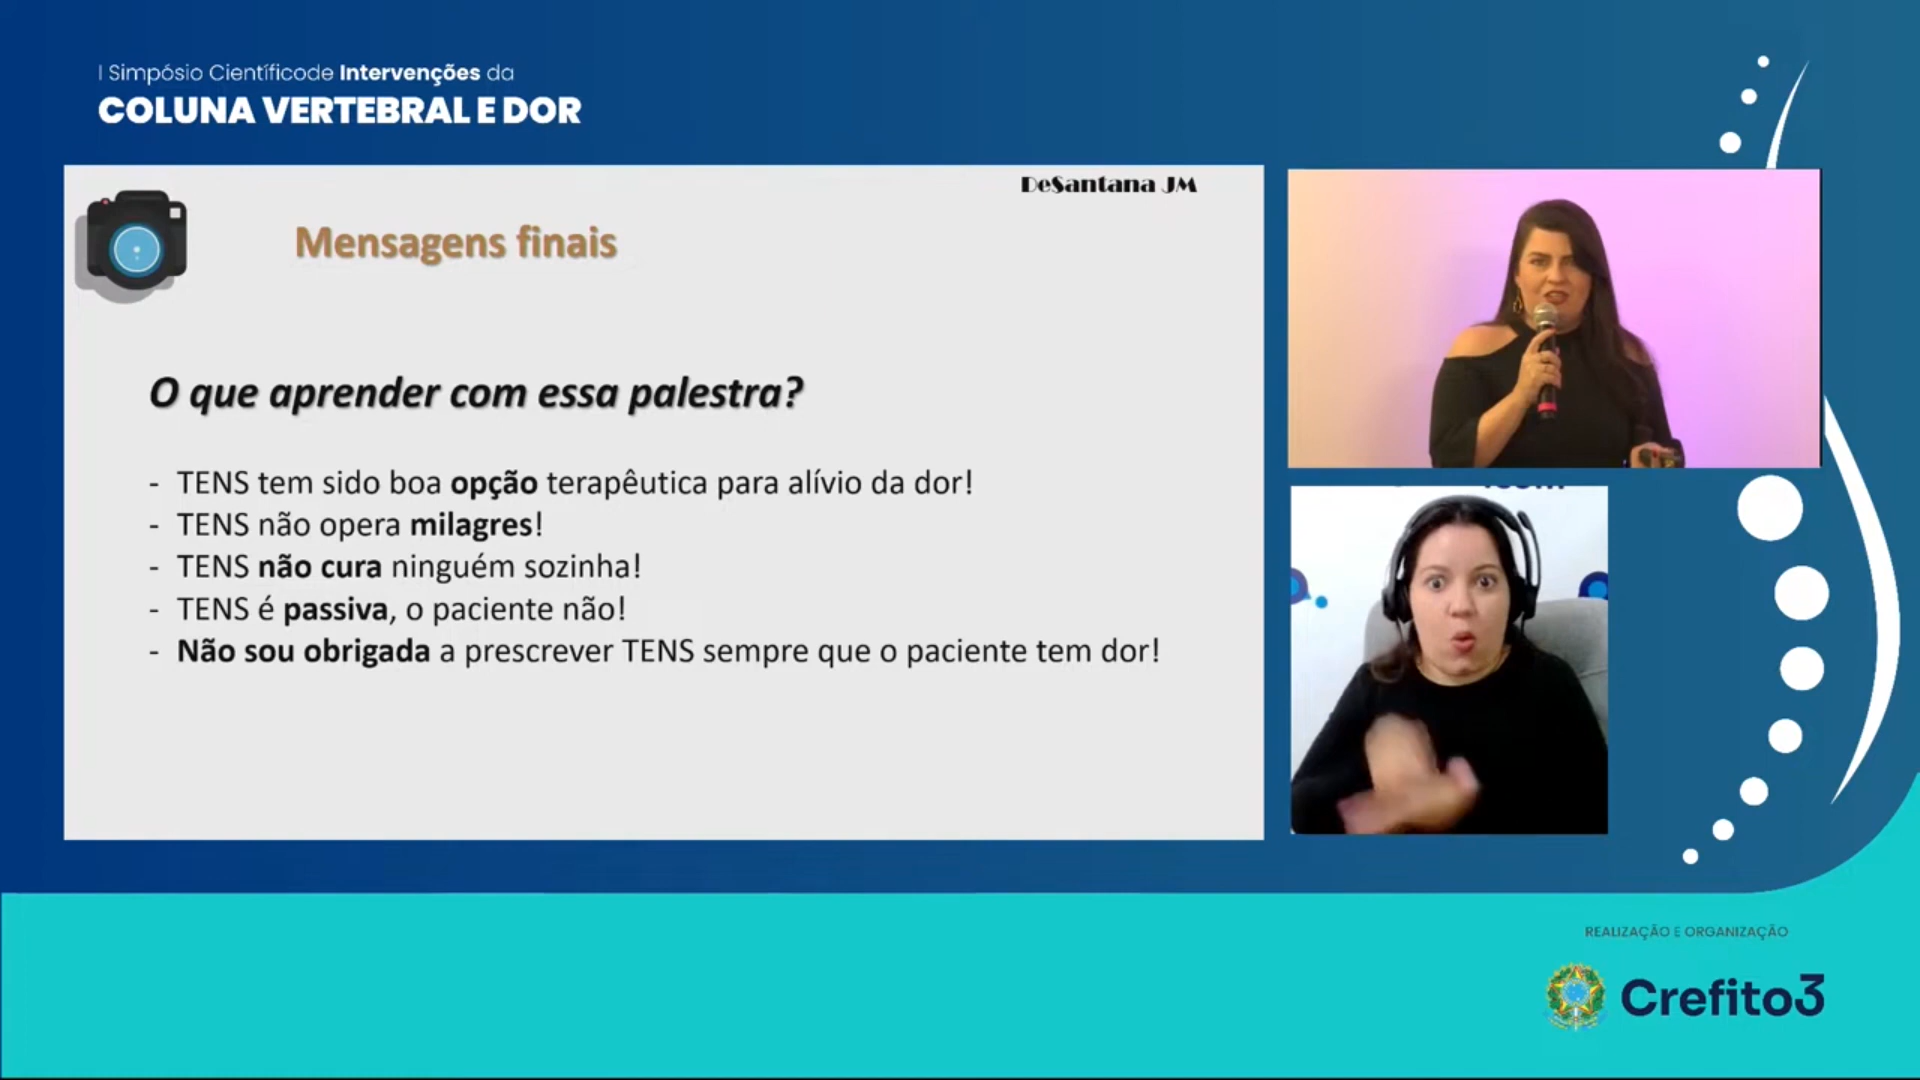 I Simpósio Científicode Intervenções da
COLUNA VERTEBRAL E DOR
DeSantana JM
Mensagens finais
O que aprender com essa palestra?
- TENS tem sido boa opção terapêutica para alívio da dor!
- TENS não opera milagres!
- TENS não cura ninguém sozinha!
- TENS é passiva, o paciente não!
- Não sou obrigada a prescrever TENS sempre que o paciente tem dor!
REALIZAÇÃO E ORGANIZAÇÃO
Crefito3